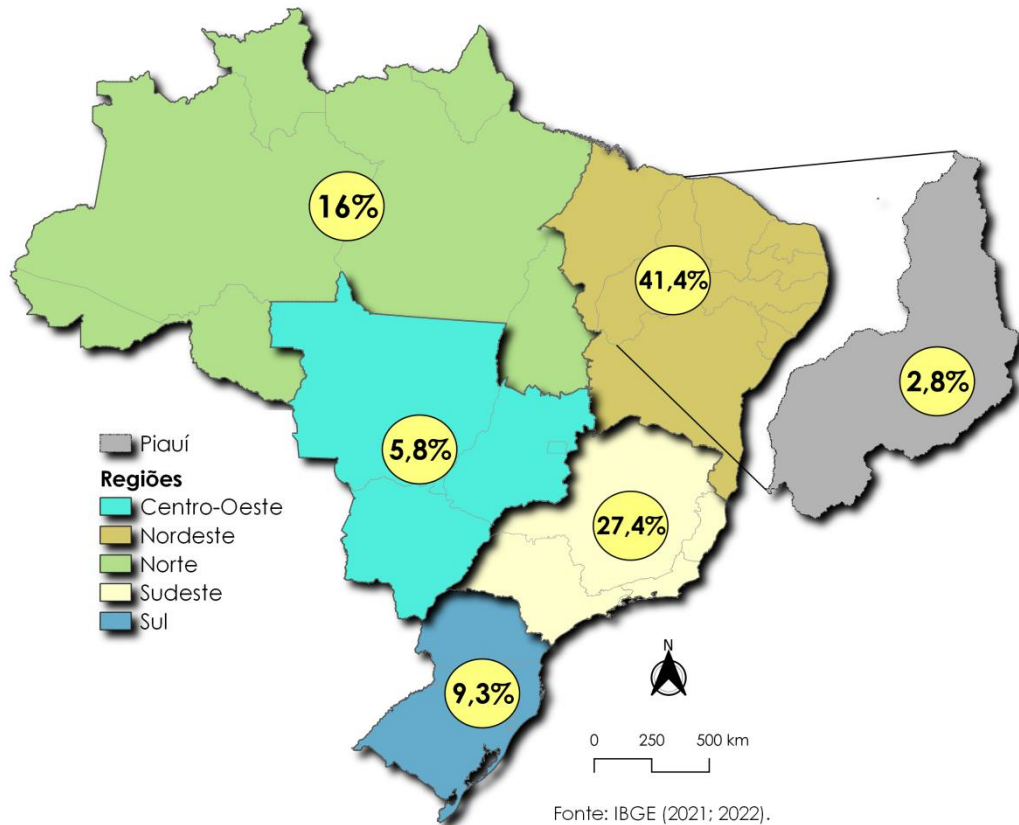 16%
41,4%
2,8%
5,8%
Piauí
Regiões
Centro-Oeste
Nordeste
Norte
Sudeste
Sul
27,4%
9,3%
N
0 250 500 km
Fonte: IBGE (2021; 2022).